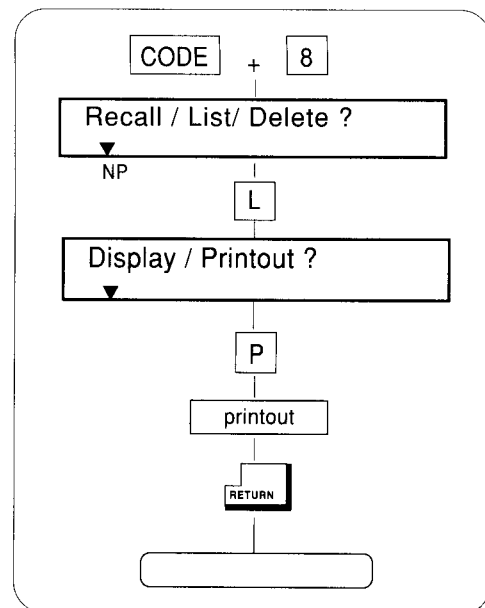 CODE + 8
Recall / List/ Delete ?
NP
L
Display / Printout ?
P
printout
RETURN